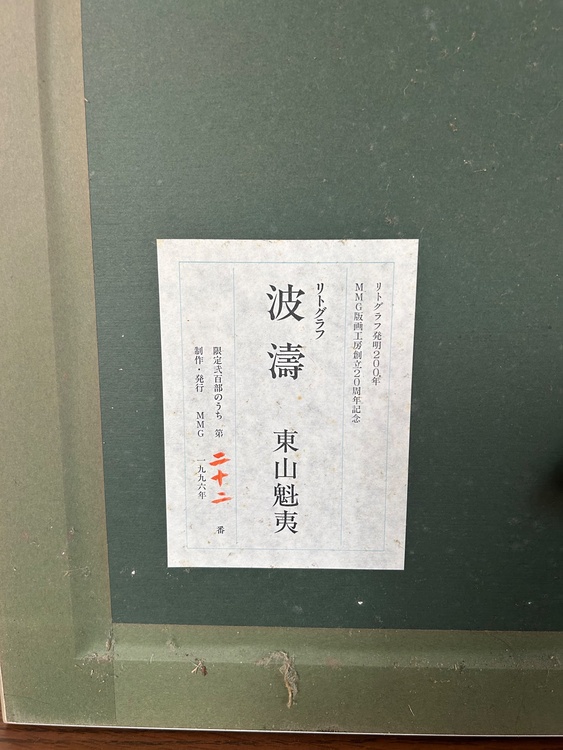 リトグラフ発明200年
MMG版画工房創立20周年記念
リトグラフ
波濤 東山魁夷
限定弐百部のうち 第二十二番
制作・発行 MMG 一九九六年